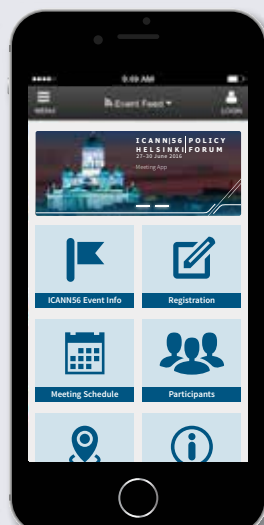 9:49 AM
MENU
Event Feed
LOGIN
ICANN|56 POLICY
HELSINKI FORUM
27–30 June 2016
Meeting App
ICANN56 Event Info
Registration
Meeting Schedule
Participants